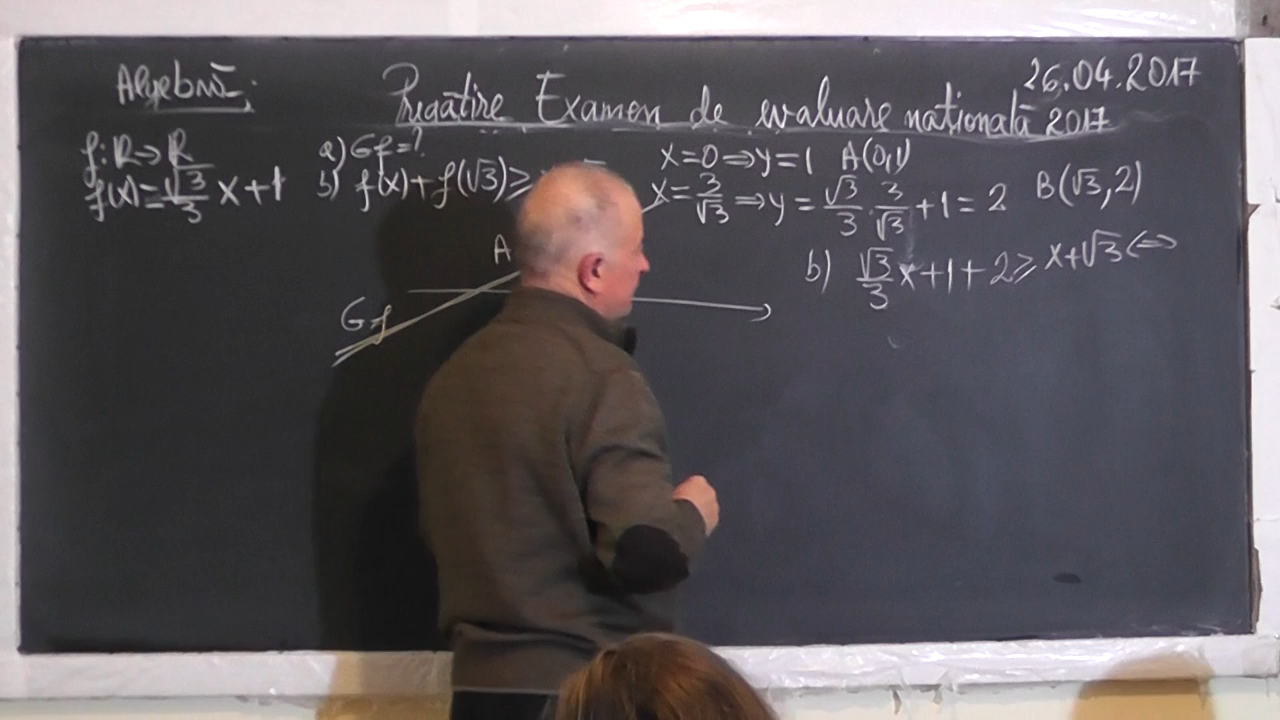 Algebră:
Pregătire Examen de evaluare națională 2017
26.04.2017
f: R→R
f(x)=√3/3 x+1
a) Gf=?
b) f(x)+f(√3)≥
x=0⇒y=1 A(0,1)
x=3/√3⇒y=√3/3·3/√3+1=2 B(√3,2)
b) √3/3 x+1+2≥x+√3⇔
A
Gf